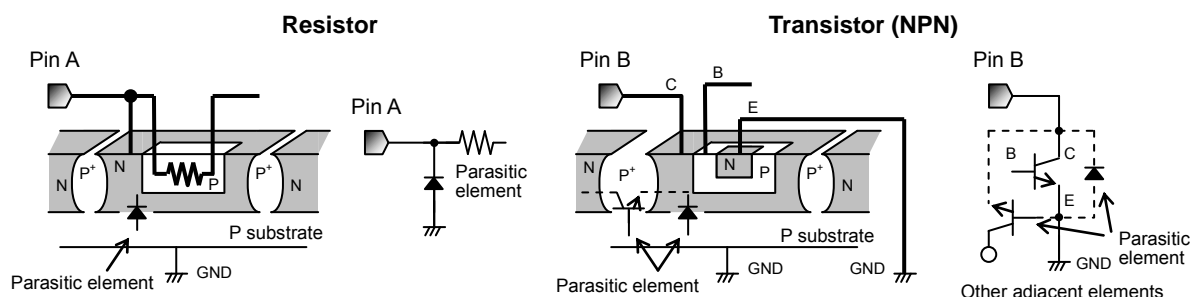 Resistor
Pin A
N
P+
N
P
P+
N
Parasitic element
P substrate
GND
Pin A
Parasitic
element
Transistor (NPN)
Pin B
C
B
E
N
P+
N
P
P+
N
P substrate
Parasitic element
GND
GND
Pin B
B
C
E
Parasitic
element
GND
Other adjacent elements